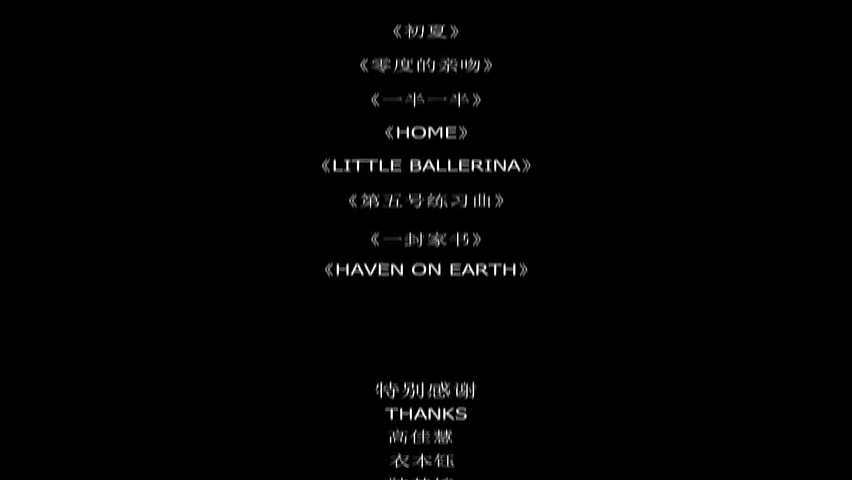 《初夏》
《零度的亲吻》
《一半一半》
《HOME》
《LITTLE BALLERINA》
《第五号练习曲》
《一封家书》
《HAVEN ON EARTH》
特别感谢
THANKS
高佳慧
衣本钰